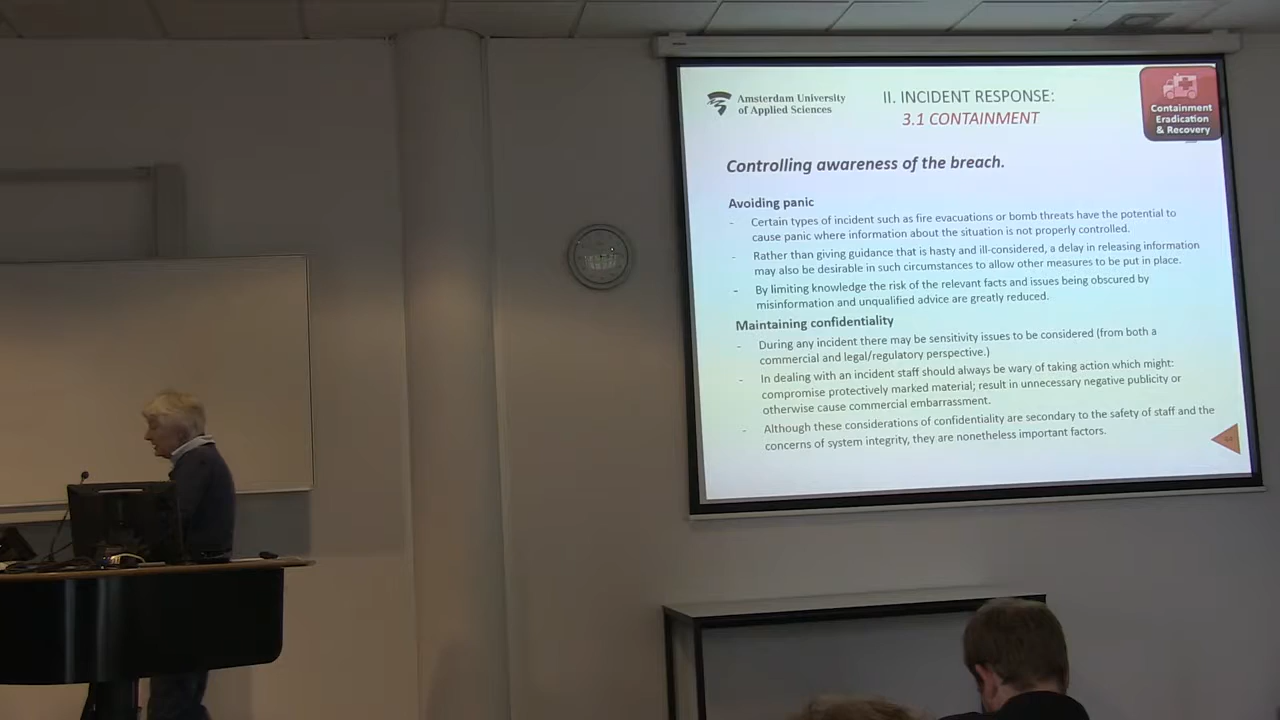 Amsterdam University
of Applied Sciences
II. INCIDENT RESPONSE:
3.1 CONTAINMENT
Containment
Eradication
& Recovery
Controlling awareness of the breach.
Avoiding panic
- Certain types of incident such as fire evacuations or bomb threats have the potential to
cause panic where information about the situation is not properly controlled.
- Rather than giving guidance that is hasty and ill-considered, a delay in releasing information
may also be desirable in such circumstances to allow other measures to be put in place.
- By limiting knowledge the risk of the relevant facts and issues being obscured by
misinformation and unqualified advice are greatly reduced.
Maintaining confidentiality
- During any incident there may be sensitivity issues to be considered (from both a
commercial and legal/regulatory perspective.)
- In dealing with an incident staff should always be wary of taking action which might:
compromise protectively marked material; result in unnecessary negative publicity or
otherwise cause commercial embarrassment.
- Although these considerations of confidentiality are secondary to the safety of staff and the
concerns of system integrity, they are nonetheless important factors.